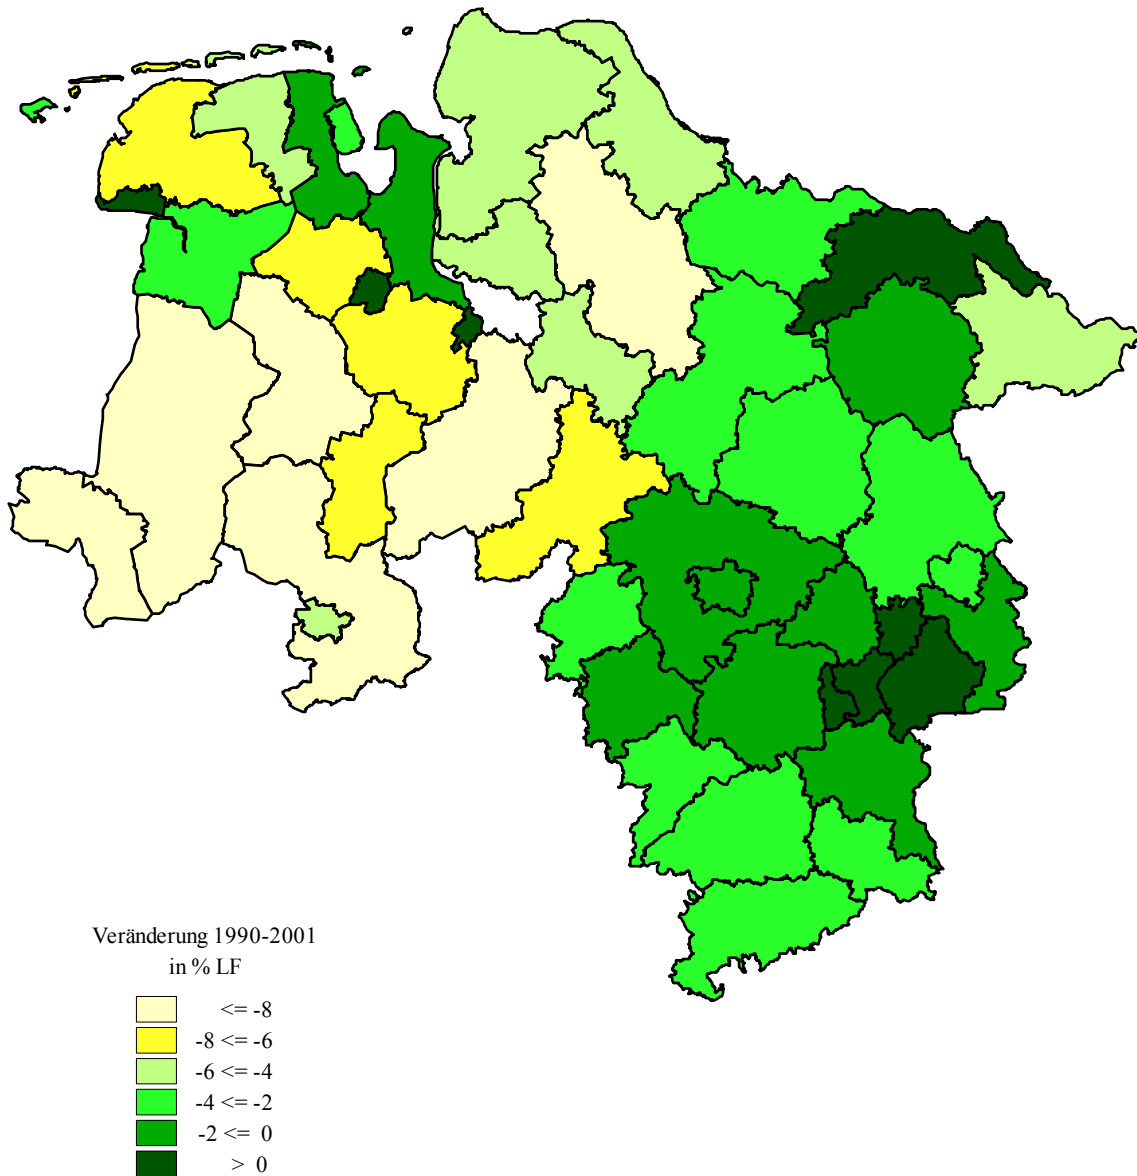 Veränderung 1990-2001
in % LF
<= -8
-8 <= -6
-6 <= -4
-4 <= -2
-2 <= 0
> 0